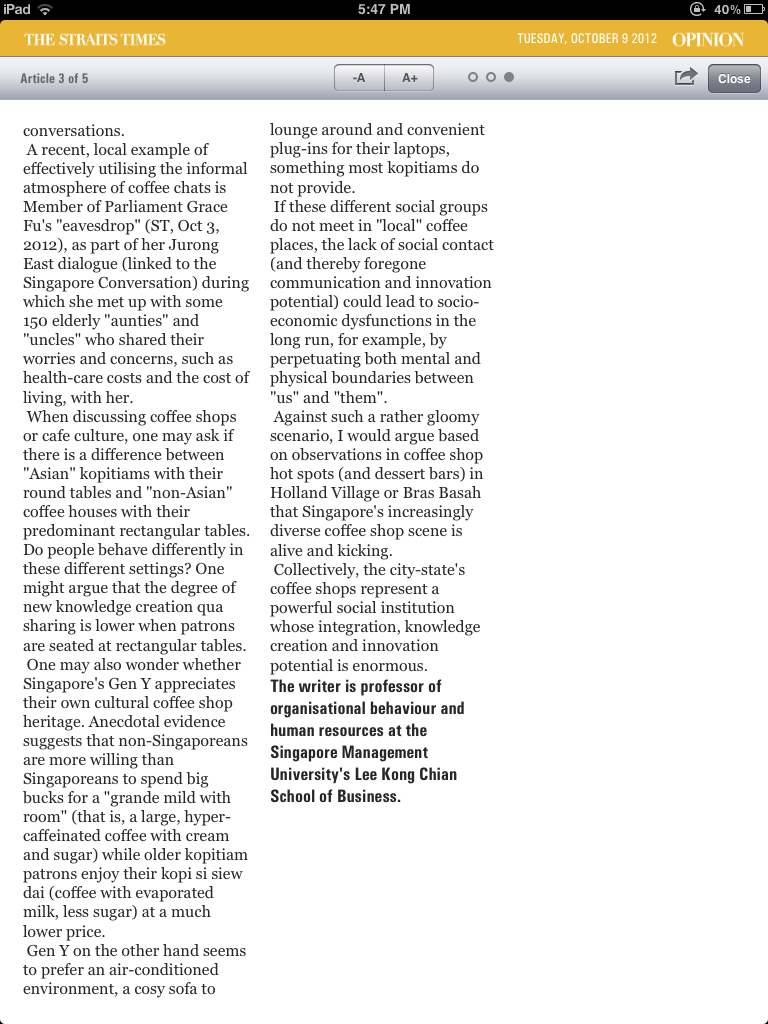 iPad
5:47 PM
40%
THE STRAITS TIMES
TUESDAY, OCTOBER 9 2012
OPINION
Article 3 of 5
-A
A+
Close
conversations.
A recent, local example of
effectively utilising the informal
atmosphere of coffee chats is
Member of Parliament Grace
Fu's "eavesdrop" (ST, Oct 3,
2012), as part of her Jurong
East dialogue (linked to the
Singapore Conversation) during
which she met up with some
150 elderly "aunties" and
"uncles" who shared their
worries and concerns, such as
health-care costs and the cost of
living, with her.
When discussing coffee shops
or cafe culture, one may ask if
there is a difference between
"Asian" kopitiams with their
round tables and "non-Asian"
coffee houses with their
predominant rectangular tables.
Do people behave differently in
these different settings? One
might argue that the degree of
new knowledge creation qua
sharing is lower when patrons
are seated at rectangular tables.
One may also wonder whether
Singapore's Gen Y appreciates
their own cultural coffee shop
heritage. Anecdotal evidence
suggests that non-Singaporeans
are more willing than
Singaporeans to spend big
bucks for a "grande mild with
room" (that is, a large, hyper-
caffeinated coffee with cream
and sugar) while older kopitiam
patrons enjoy their kopi si siew
dai (coffee with evaporated
milk, less sugar) at a much
lower price.
Gen Y on the other hand seems
to prefer an air-conditioned
environment, a cosy sofa to
lounge around and convenient
plug-ins for their laptops,
something most kopitiams do
not provide.
If these different social groups
do not meet in "local" coffee
places, the lack of social contact
(and thereby foregone
communication and innovation
potential) could lead to socio-
economic dysfunctions in the
long run, for example, by
perpetuating both mental and
physical boundaries between
"us" and "them".
Against such a rather gloomy
scenario, I would argue based
on observations in coffee shop
hot spots (and dessert bars) in
Holland Village or Bras Basah
that Singapore's increasingly
diverse coffee shop scene is
alive and kicking.
Collectively, the city-state's
coffee shops represent a
powerful social institution
whose integration, knowledge
creation and innovation
potential is enormous.
The writer is professor of
organisational behaviour and
human resources at the
Singapore Management
University's Lee Kong Chian
School of Business.